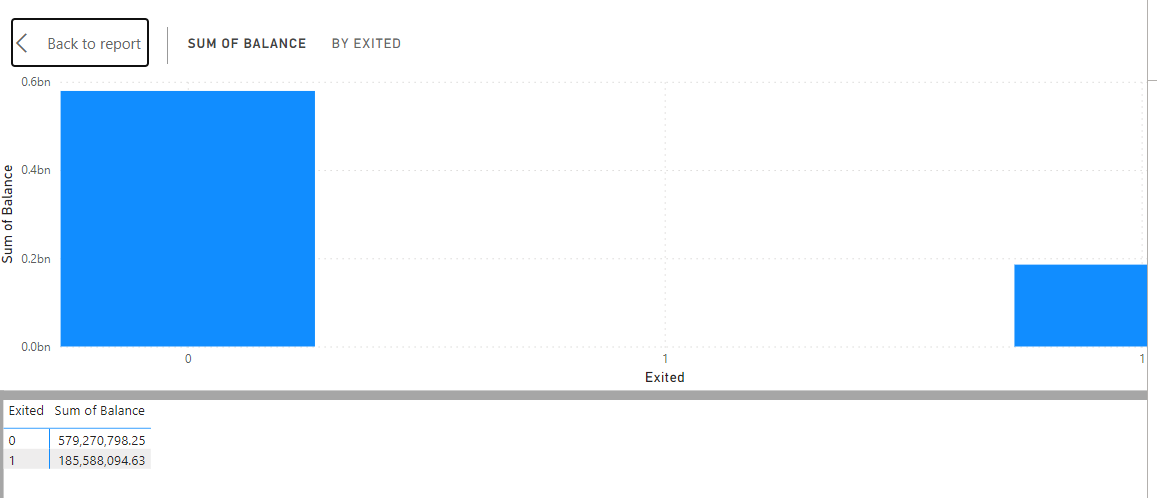 Back to report
SUM OF BALANCE BY EXITED
0.6bn
0.4bn
0.2bn
0.0bn
Sum of Balance
0 1 1
Exited
Exited Sum of Balance
0 579,270,798.25
1 185,588,094.63